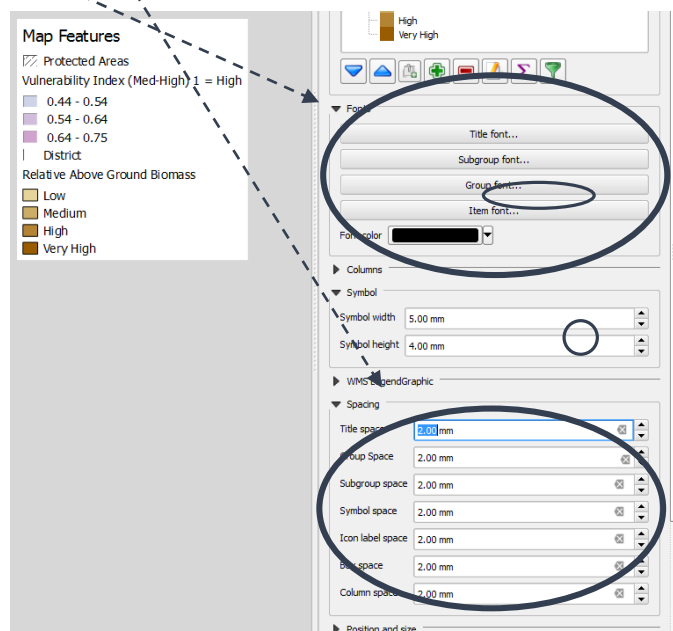 Map Features
Protected Areas
Vulnerability Index (Med-High) 1 = High
0.44 - 0.54
0.54 - 0.64
0.64 - 0.75
District
Relative Above Ground Biomass
Low
Medium
High
Very High
High
Very High
Fonts
Title font...
Subgroup font...
Group font...
Item font...
Font color
Columns
Symbol
Symbol width 5.00 mm
Symbol height 4.00 mm
WMS LegendGraphic
Spacing
Title space 2.00 mm
Group Space 2.00 mm
Subgroup space 2.00 mm
Symbol space 2.00 mm
Icon label space 2.00 mm
Box space 2.00 mm
Column space 2.00 mm
Position and size